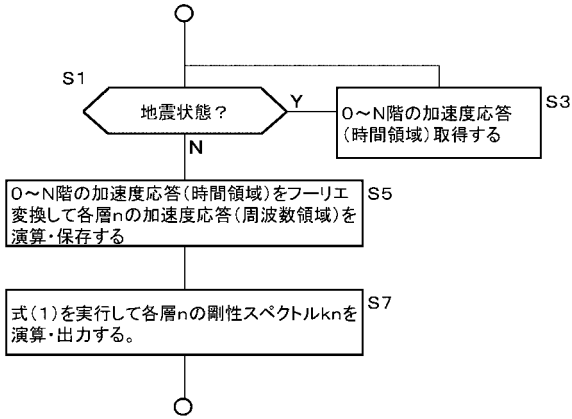 S1
地震状態？
Y
N
S3
０～Ｎ階の加速度応答
（時間領域）取得する
S5
０～Ｎ階の加速度応答（時間領域）をフーリエ
変換して各層ｎの加速度応答（周波数領域）を
演算・保存する
S7
式（１）を実行して各層ｎの剛性スペクトルｋｎを
演算・出力する。